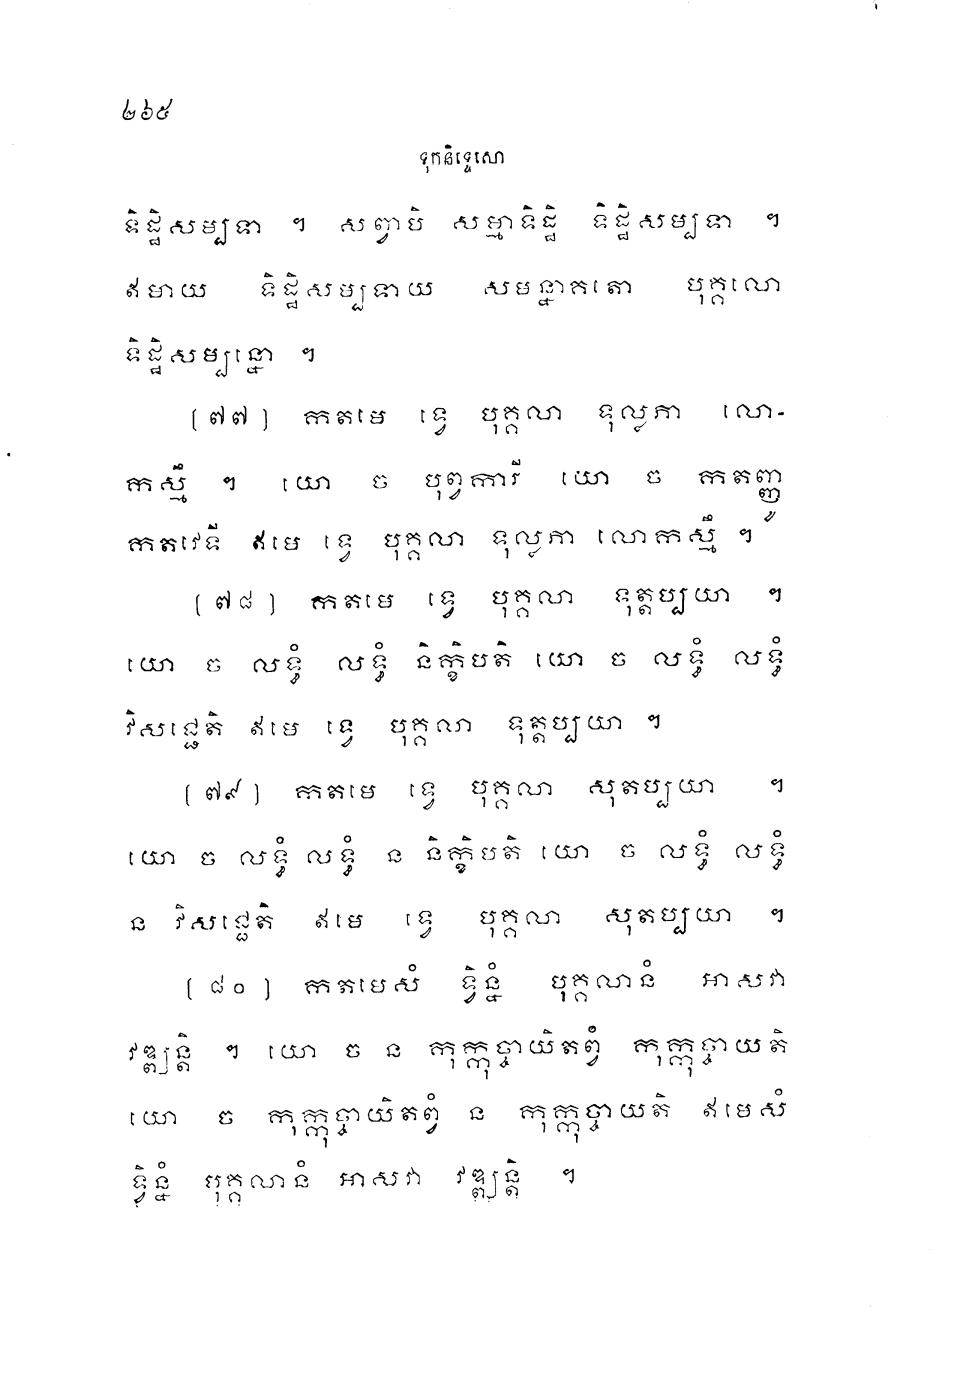 ២៦៥
ទុកនិទ្ទេសោ
ទិដ្ឋិសម្បទា ។ សព្វាបិ សម្មាទិដ្ឋិ ទិដ្ឋិសម្បទា ។
ឥមាយ ទិដ្ឋិសម្បទាយ សមន្នាគតោ បុគ្គលោ
ទិដ្ឋិសម្បន្នោ ។
(៧៧) កតមេ ទ្វេ បុគ្គលា ទុល្លភា លោ-
កស្មឹ ។ យោ ច បុព្វការី យោ ច កតញ្ញូ
កតវេទី ឥមេ ទ្វេ បុគ្គលា ទុល្លភា លោកស្មឹ ។
(៧៨) កតមេ ទ្វេ បុគ្គលា ទុត្តប្បយា ។
យោ ច លទ្ធំ លទ្ធំ និក្ខិបតិ យោ ច លទ្ធំ លទ្ធំ
វិសជ្ជេតិ ឥមេ ទ្វេ បុគ្គលា ទុត្តប្បយា ។
(៧៩) កតមេ ទ្វេ បុគ្គលា សុតប្បយា ។
យោ ច លទ្ធំ លទ្ធំ ន និក្ខិបតិ យោ ច លទ្ធំ លទ្ធំ
ន វិសជ្ជេតិ ឥមេ ទ្វេ បុគ្គលា សុតប្បយា ។
(៨០) កតមេសំ ទ្វិន្នំ បុគ្គលានំ អាសវា
វឌ្ឍន្តិ ។ យោ ច ន កុក្កុច្ចាយិតព្វំ កុក្កុច្ចាយតិ
យោ ច កុក្កុច្ចាយិតព្វំ ន កុក្កុច្ចាយតិ ឥមេសំ
ទ្វិន្នំ បុគ្គលានំ អាសវា វឌ្ឍន្តិ ។